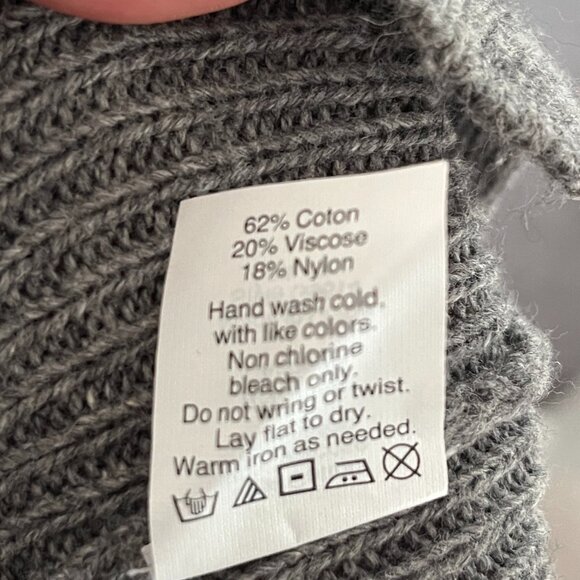 62% Coton
20% Viscose
18% Nylon
Hand wash cold.
with like colors.
Non chlorine
bleach only.
Do not wring or twist.
Lay flat to dry.
Warm iron as needed.